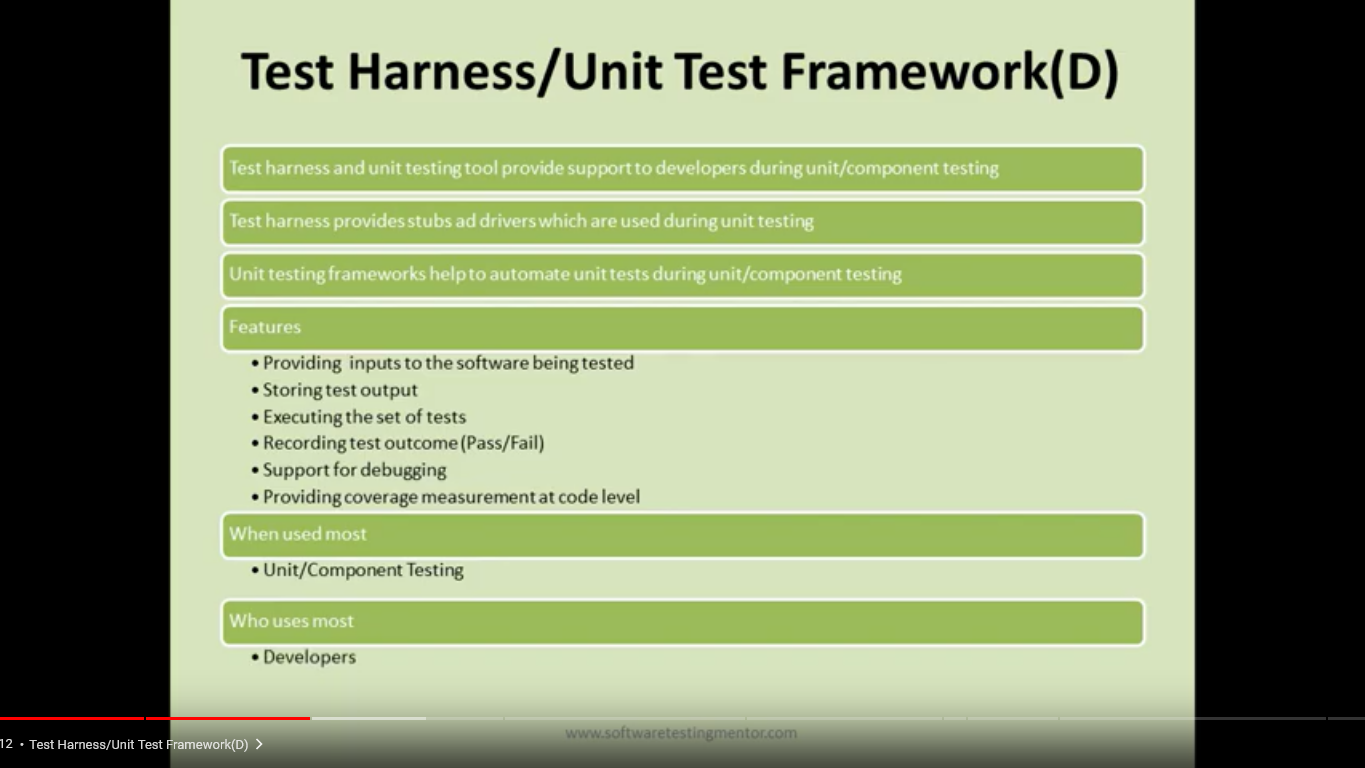 Test Harness/Unit Test Framework(D)
Test harness and unit testing tool provide support to developers during unit/component testing
Test harness provides stubs ad drivers which are used during unit testing
Unit testing frameworks help to automate unit tests during unit/component testing
Features
• Providing inputs to the software being tested
• Storing test output
• Executing the set of tests
• Recording test outcome (Pass/Fail)
• Support for debugging
• Providing coverage measurement at code level
When used most
• Unit/Component Testing
Who uses most
• Developers
www.softwaretestingmentor.com
12 • Test Harness/Unit Test Framework(D) >